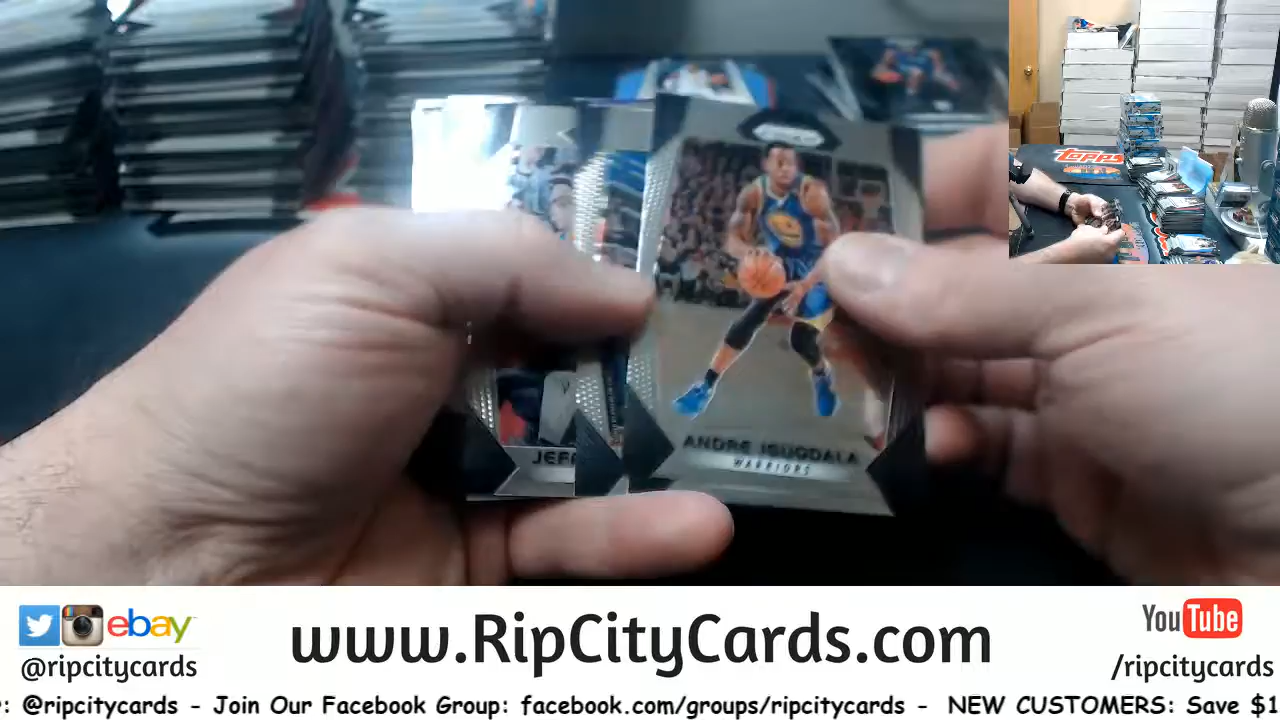 TOPPS
JEF
ANDRE IGUODALA
WARRIORS
ebay
@ripcitycards
www.RipCityCards.com
YouTube
/ripcitycards
: @ripcitycards - Join Our Facebook Group: facebook.com/groups/ripcitycards - NEW CUSTOMERS: Save $1